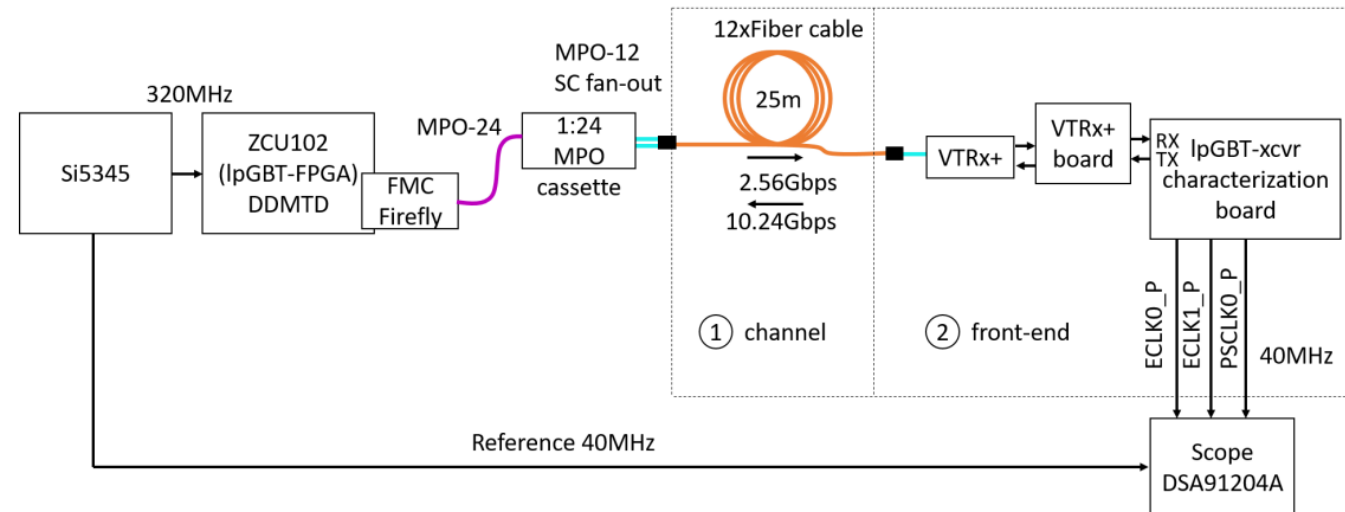 320MHz
Si5345
ZCU102
(lpGBT-FPGA)
DDMTD
FMC
Firefly
MPO-24
MPO-12
SC fan-out
1:24
MPO
cassette
12xFiber cable
25m
2.56Gbps
10.24Gbps
1 channel
VTRx+
VTRx+
board
RX
TX
lpGBT-xcvr
characterization
board
2 front-end
ECLK0_P
ECLK1_P
PSCLK0_P
40MHz
Reference 40MHz
Scope
DSA91204A